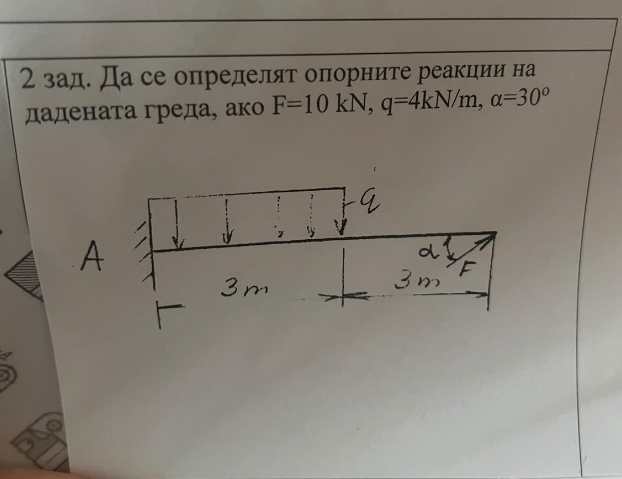 2 зад. Да се определят опорните реакции на
дадената греда, ако F=10 kN, q=4kN/m, α=30°
q
A
α
F
3m
3m